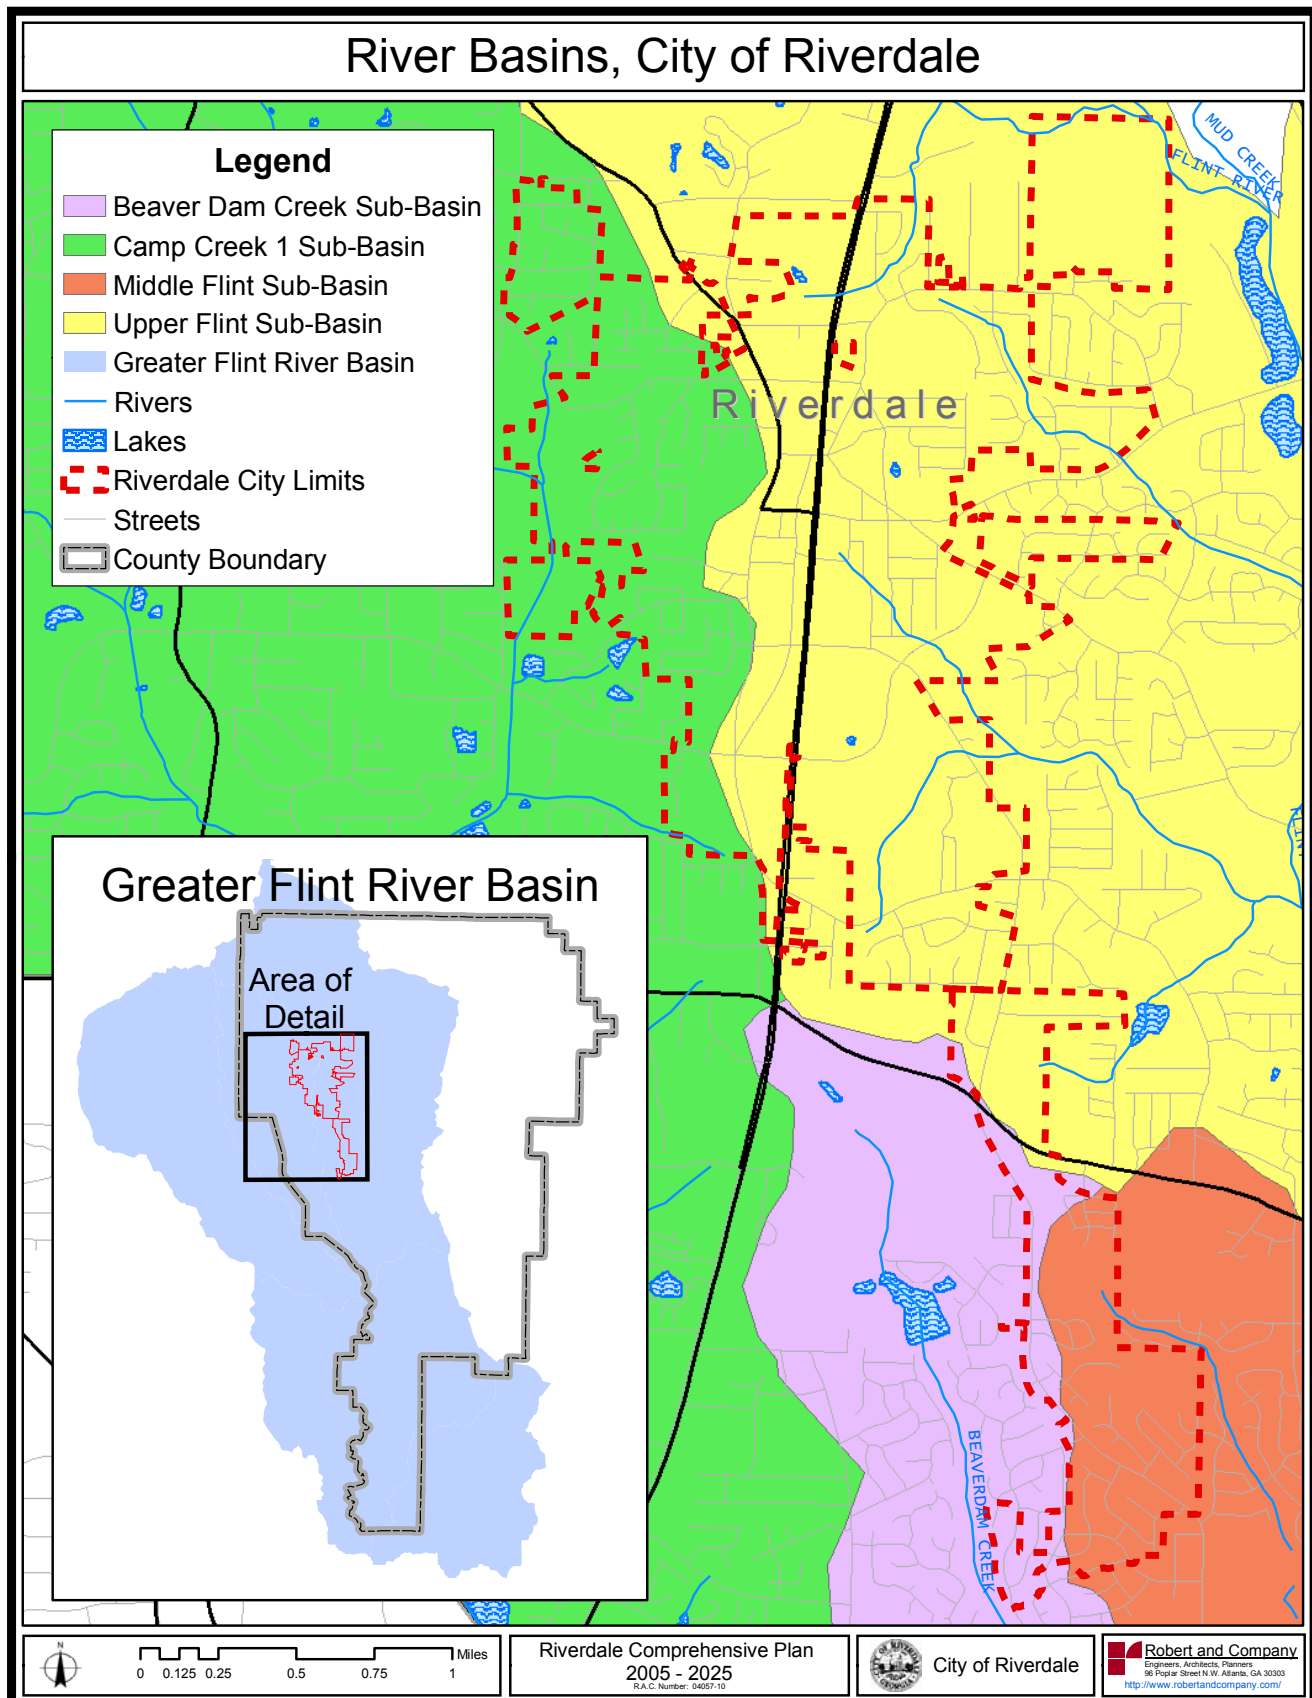 River Basins, City of Riverdale
Legend
Beaver Dam Creek Sub-Basin
Camp Creek 1 Sub-Basin
Middle Flint Sub-Basin
Upper Flint Sub-Basin
Greater Flint River Basin
Rivers
Lakes
Riverdale City Limits
Streets
County Boundary
MUD CREEK
FLINT RIVER
Riverdale
FLINT
BEAVERDAM CREEK
Greater Flint River Basin
Area of
Detail
N
Miles
0 0.125 0.25 0.5 0.75 1
Riverdale Comprehensive Plan
2005 - 2025
R.A.C. Number: 04057-10
City of Riverdale
Robert and Company
Engineers, Architects, Planners
96 Poplar Street N.W. Atlanta, GA 30303
http://www.robertandcompany.com/